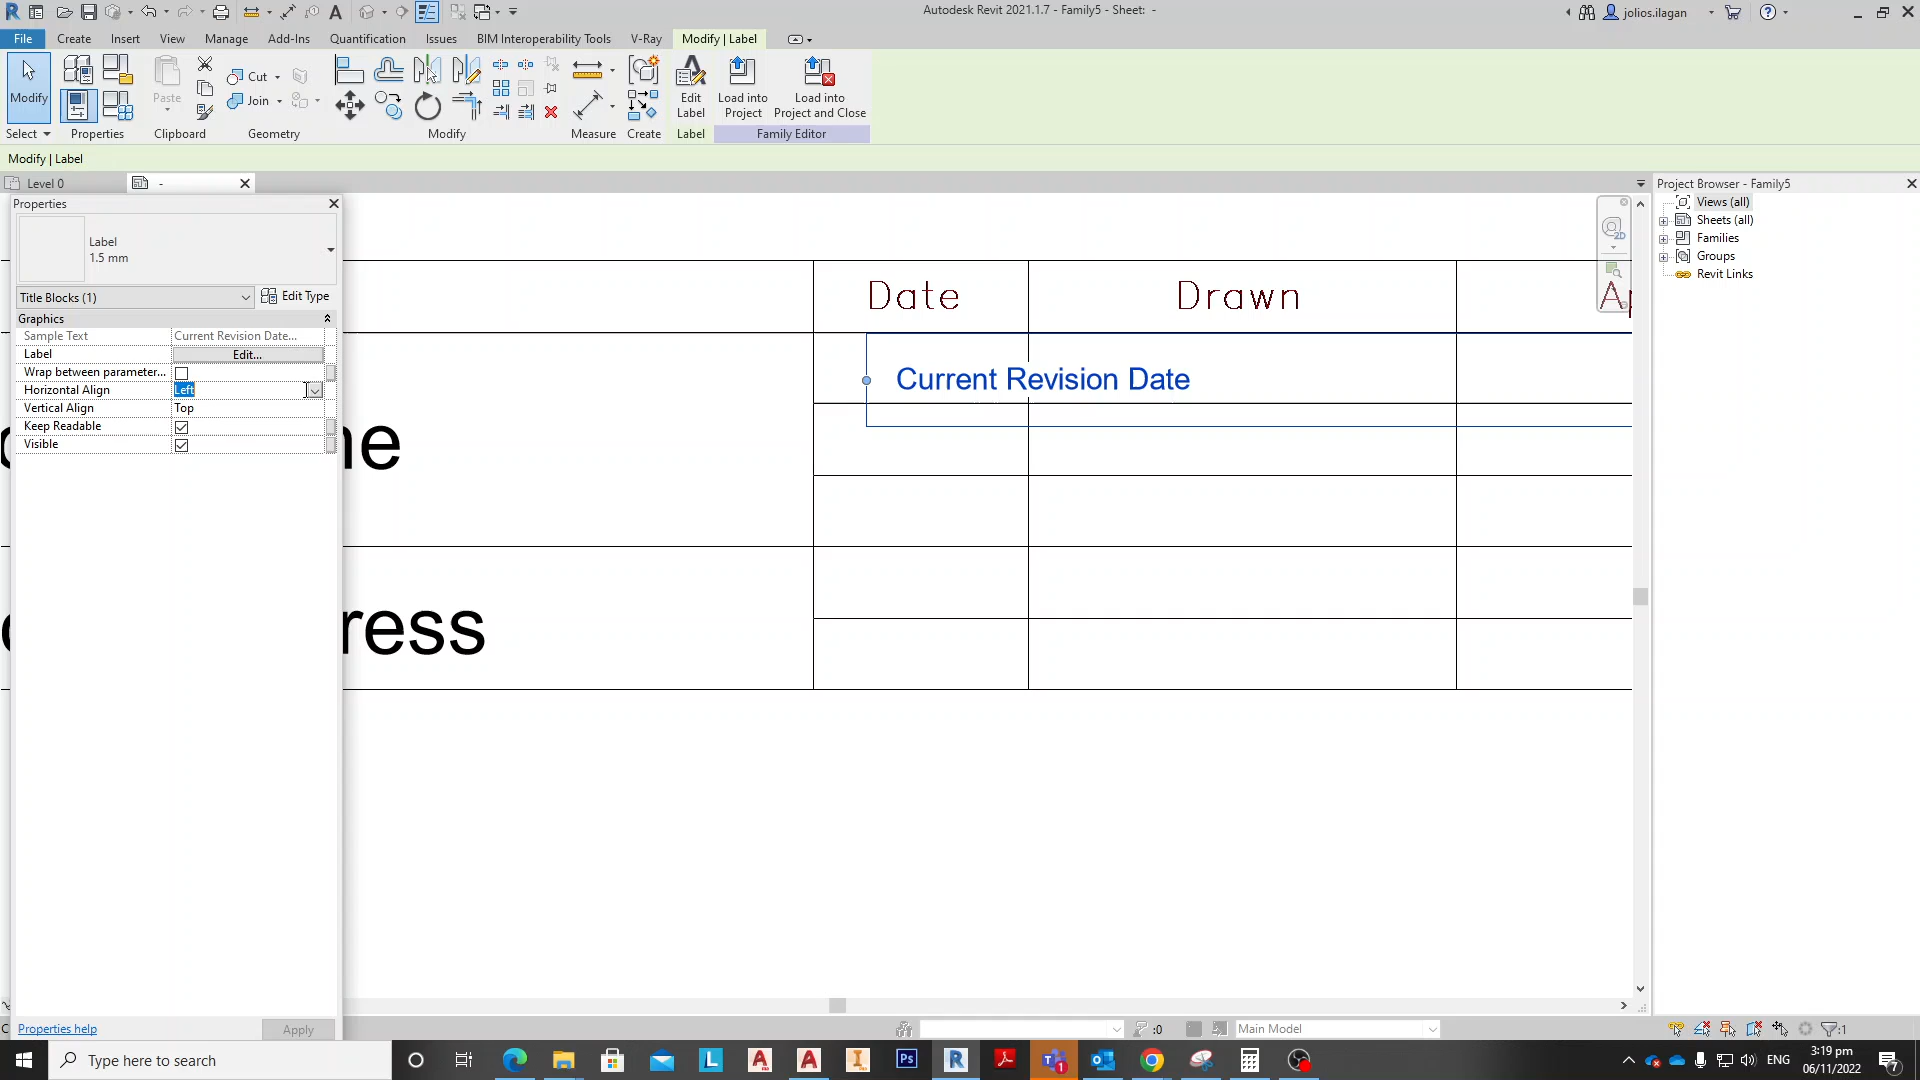 Autodesk Revit 2021.1.7 - Family5 - Sheet: -
jolios.ilagan
File Create Insert View Manage Add-Ins Quantification Issues BIM Interoperability Tools V-Ray Modify | Label
Modify
Paste
Cut
Join
Edit Label
Load into Project
Load into Project and Close
Select Properties Clipboard Geometry Modify Measure Create Label Family Editor
Modify | Label
Level 0
-
Project Browser - Family5
Properties
Label
1.5 mm
Title Blocks (1)
Edit Type
Graphics
Sample Text Current Revision Date...
Label Edit...
Wrap between parameter...
Horizontal Align Left
Vertical Align Top
Keep Readable
Visible
Properties help
Apply
Date
Drawn
Current Revision Date
ne
ress
2D
Views (all)
Sheets (all)
Families
Groups
Revit Links
:0
Main Model
:1
Type here to search
ENG
3:19 pm
06/11/2022